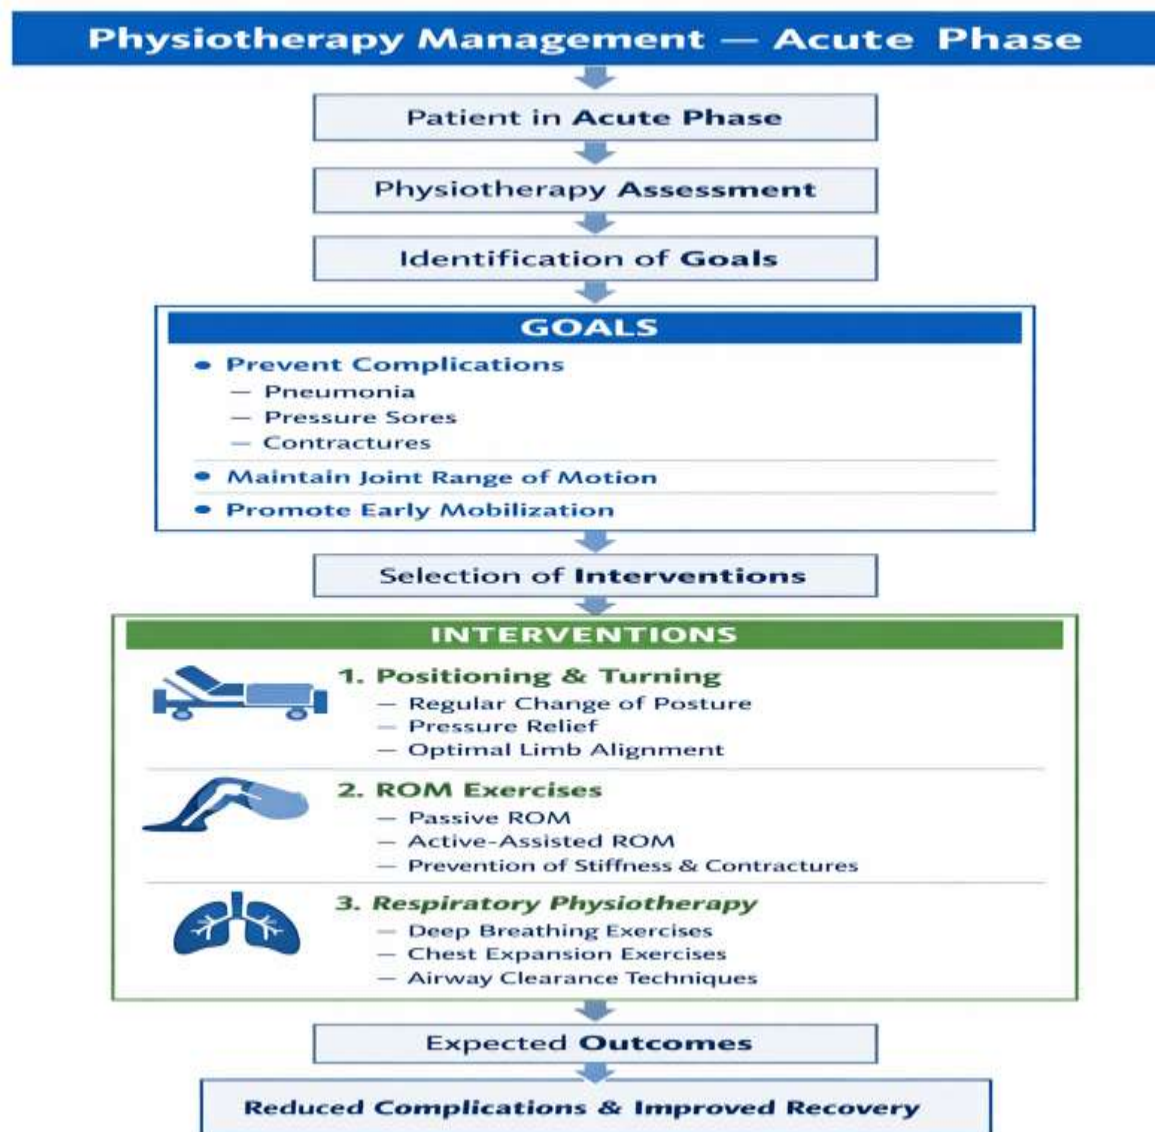 Physiotherapy Management — Acute Phase
Patient in Acute Phase
Physiotherapy Assessment
Identification of Goals
GOALS
• Prevent Complications
— Pneumonia
— Pressure Sores
— Contractures
• Maintain Joint Range of Motion
• Promote Early Mobilization
Selection of Interventions
INTERVENTIONS
1. Positioning & Turning
— Regular Change of Posture
— Pressure Relief
— Optimal Limb Alignment
2. ROM Exercises
— Passive ROM
— Active-Assisted ROM
— Prevention of Stiffness & Contractures
3. Respiratory Physiotherapy
— Deep Breathing Exercises
— Chest Expansion Exercises
— Airway Clearance Techniques
Expected Outcomes
Reduced Complications & Improved Recovery